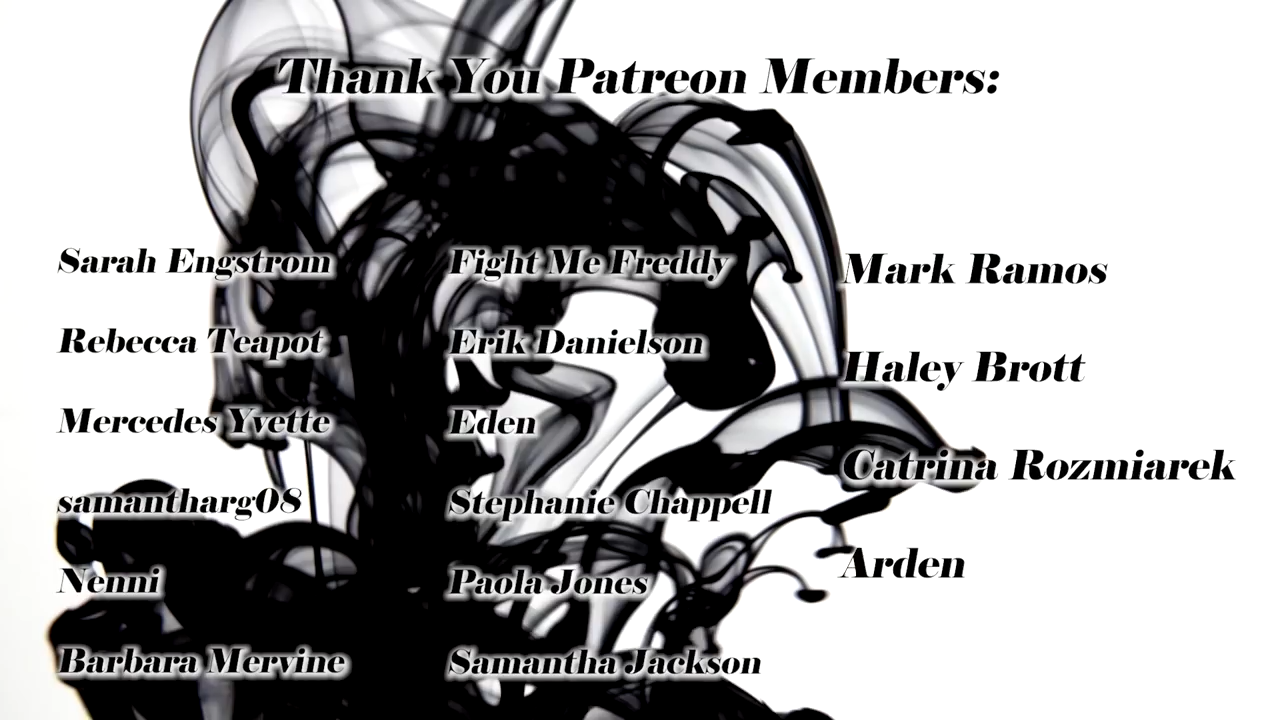 Thank You Patreon Members:
Sarah Engstrom
Rebecca Teapot
Mercedes Yvette
samantharg08
Nenni
Barbara Mervine
Fight Me Freddy
Erik Danielson
Eden
Stephanie Chappell
Paola Jones
Samantha Jackson
Mark Ramos
Haley Brott
Catrina Rozmiarek
Arden